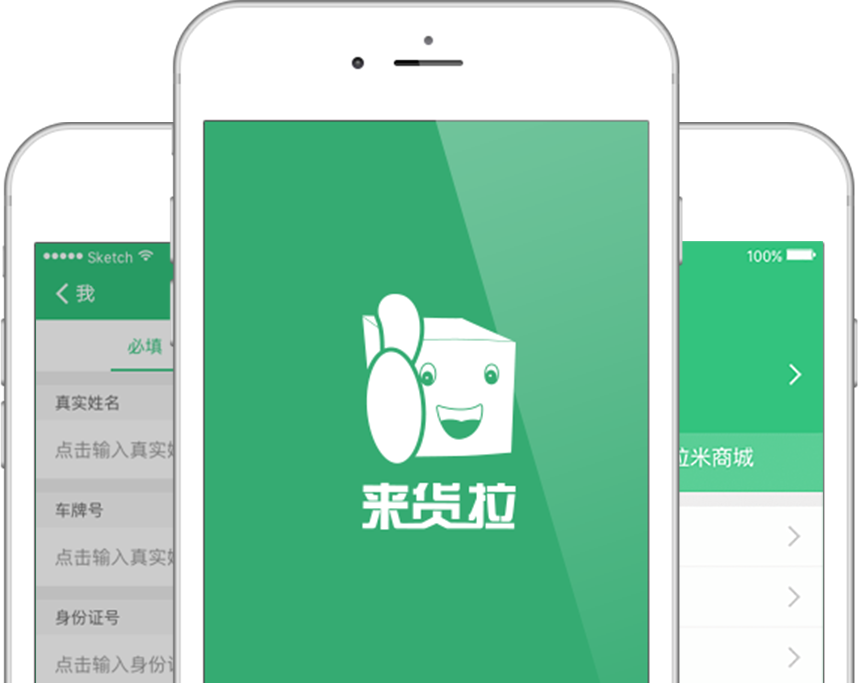 Sketch
我
必填
真实姓名
点击输入真实
车牌号
点击输入真实
身份证号
点击输入身份
来货拉
100%
拉米商城